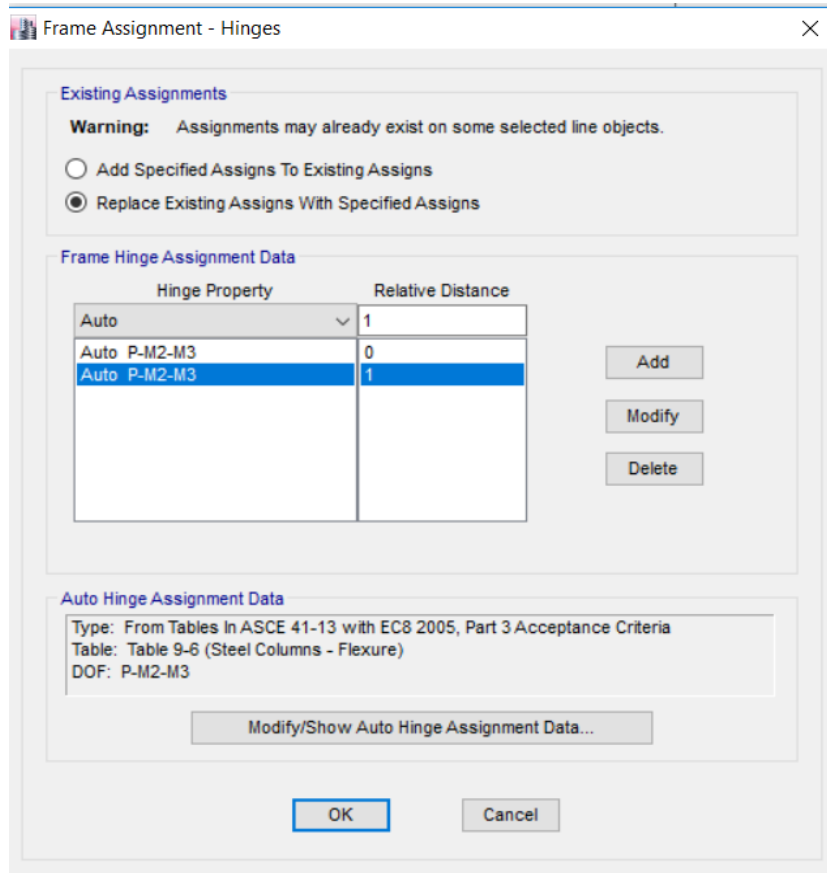 Frame Assignment - Hinges
Existing Assignments
Warning: Assignments may already exist on some selected line objects.
Add Specified Assigns To Existing Assigns
Replace Existing Assigns With Specified Assigns
Frame Hinge Assignment Data
Hinge Property Relative Distance
Auto 1
Auto P-M2-M3 0
Auto P-M2-M3 1
Add
Modify
Delete
Auto Hinge Assignment Data
Type: From Tables In ASCE 41-13 with EC8 2005, Part 3 Acceptance Criteria
Table: Table 9-6 (Steel Columns - Flexure)
DOF: P-M2-M3
Modify/Show Auto Hinge Assignment Data...
OK Cancel